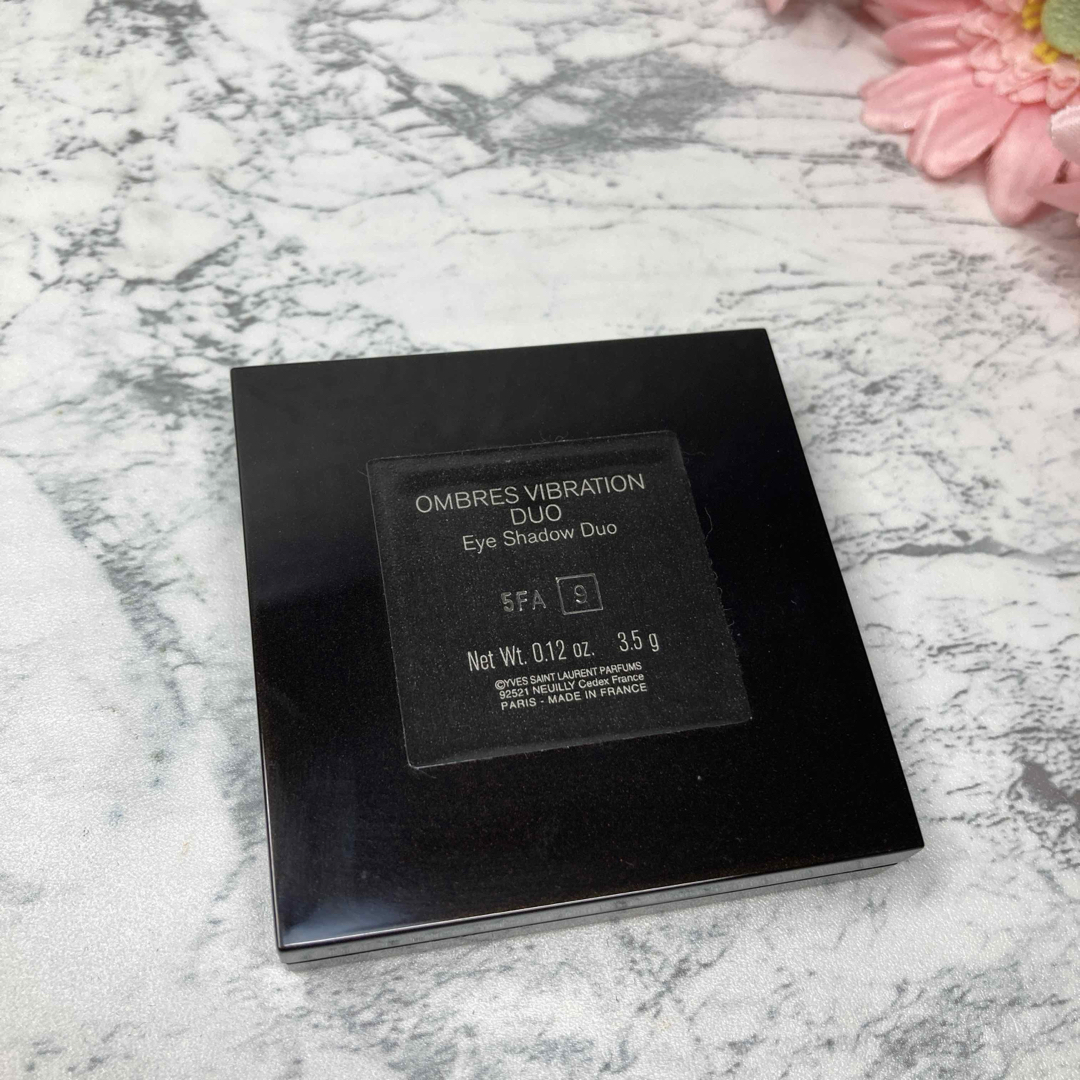 OMBRES VIBRATION
DUO
Eye Shadow Duo
5FA 9
Net Wt. 0.12 oz. 3.5 g
©YVES SAINT LAURENT PARFUMS
92521 NEUILLY Cedex France
PARIS - MADE IN FRANCE